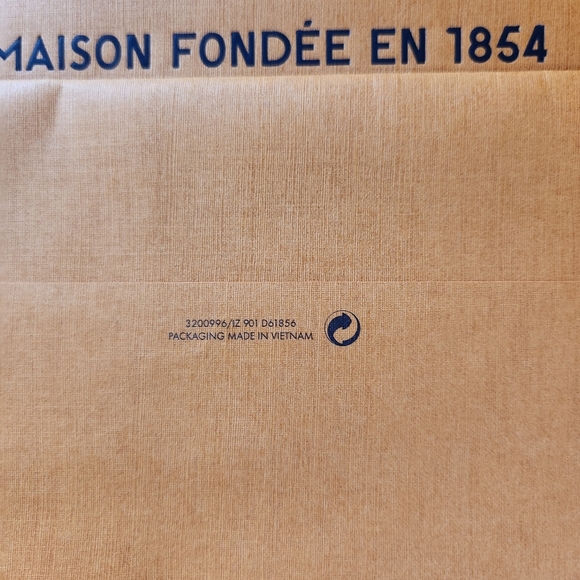 MAISON FONDÉE EN 1854
3200996/IZ 901 D61856
PACKAGING MADE IN VIETNAM